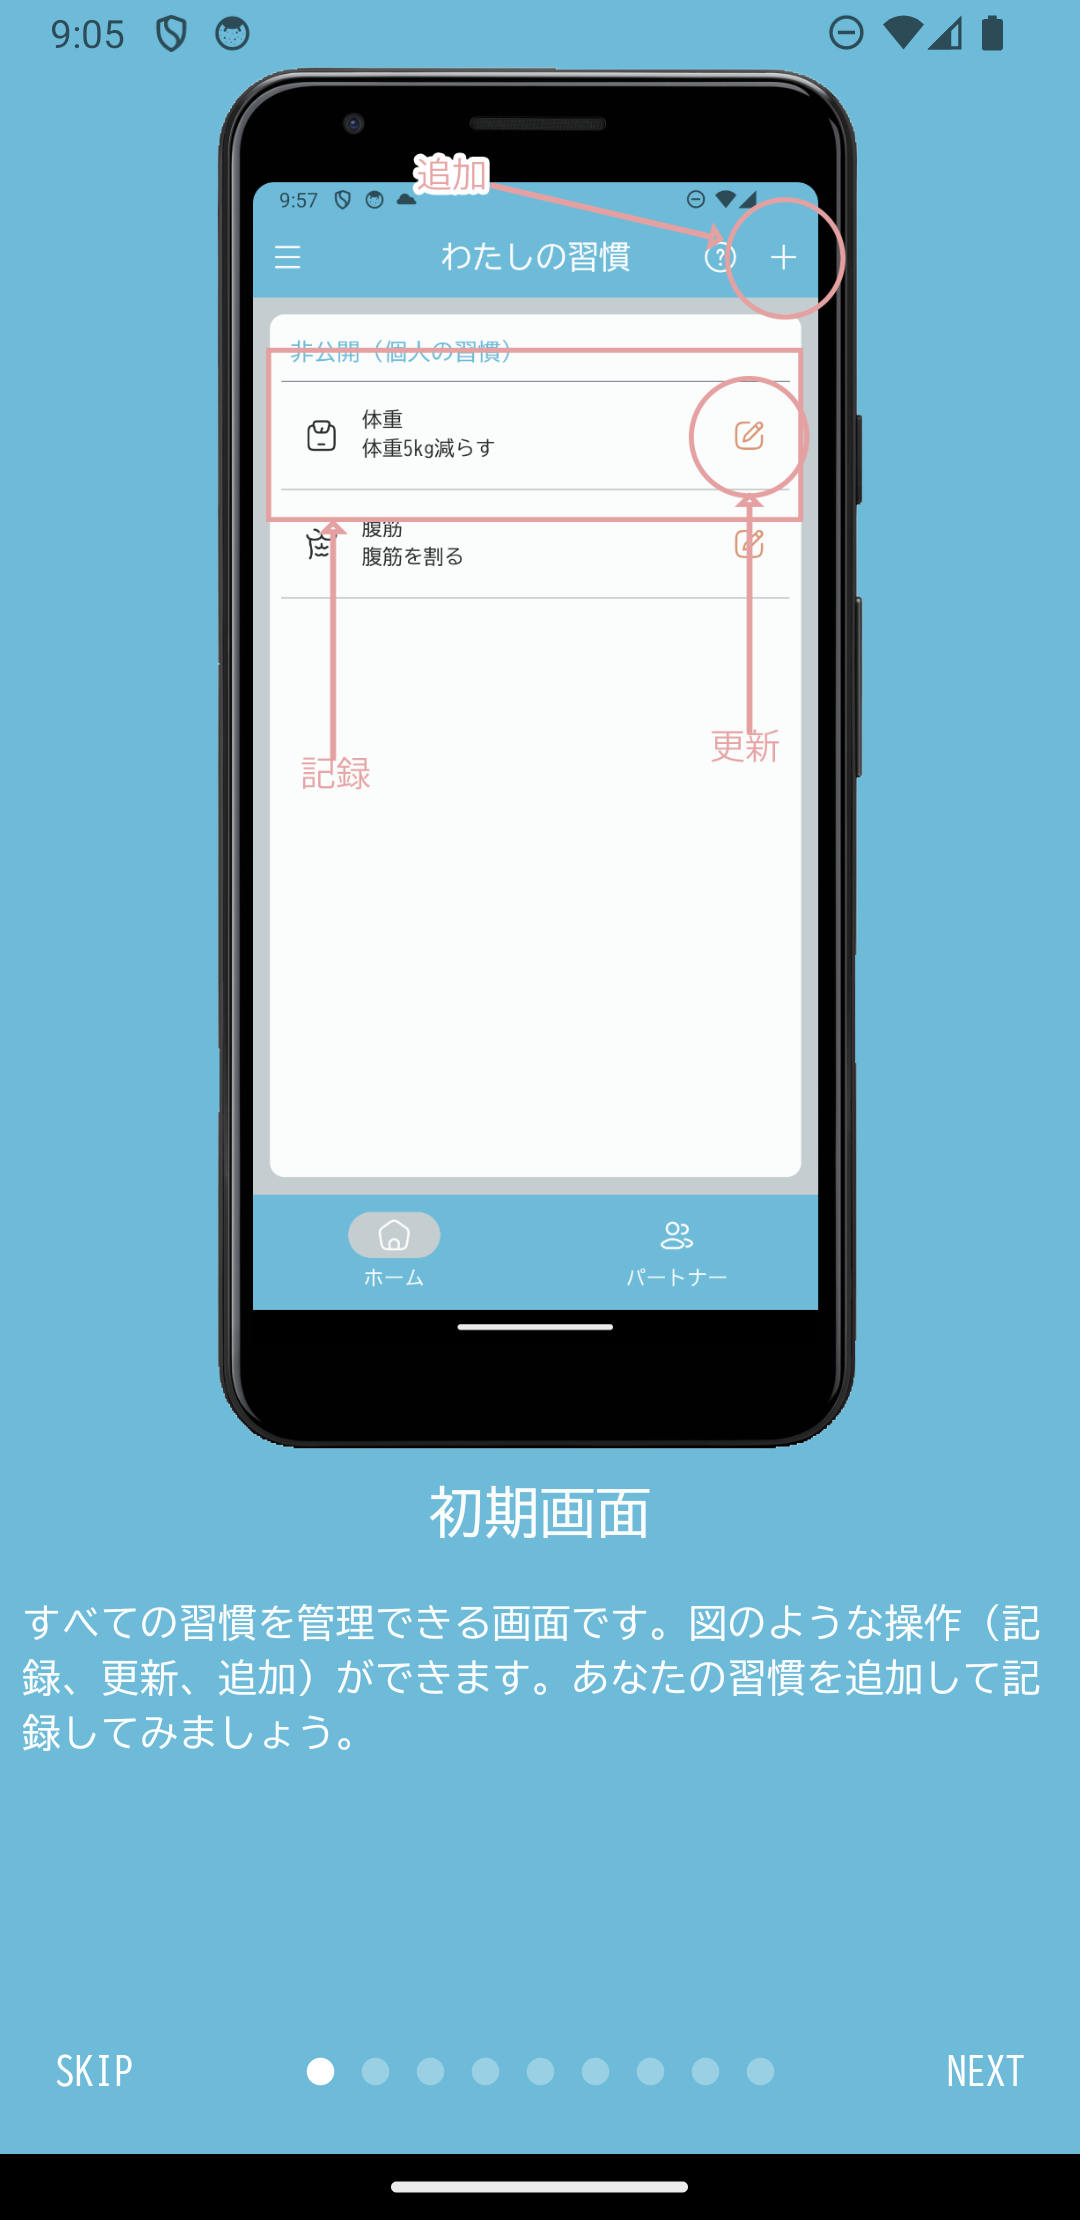 9:05
追加
9:57
わたしの習慣
非公開（個人の習慣）
体重
体重5kg減らす
腹筋
腹筋を割る
記録
更新
ホーム
パートナー
初期画面
すべての習慣を管理できる画面です。図のような操作（記
録、更新、追加）ができます。あなたの習慣を追加して記
録してみましょう。
SKIP
NEXT